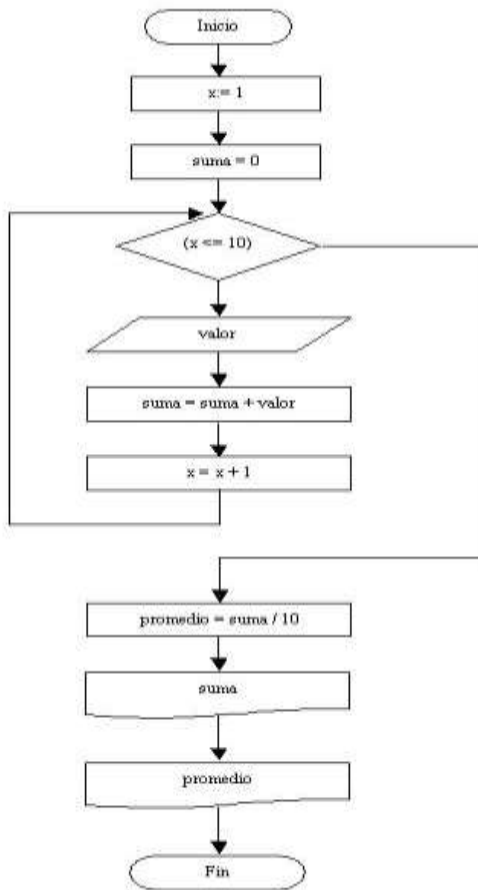 Inicio
x:= 1
suma = 0
(x <= 10)
valor
suma = suma + valor
x = x + 1
promedio = suma / 10
suma
promedio
Fin